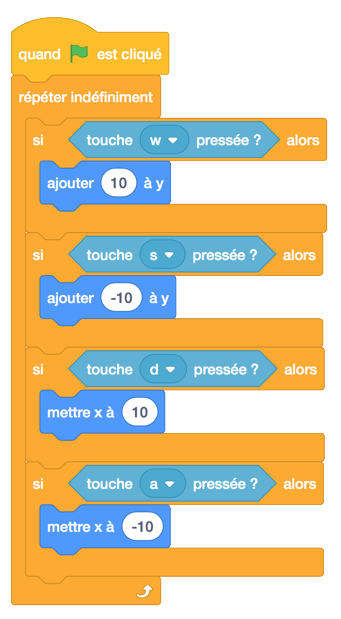 quand est cliqué
répéter indéfiniment
si touche w pressée ? alors
ajouter 10 à y
si touche s pressée ? alors
ajouter -10 à y
si touche d pressée ? alors
mettre x à 10
si touche a pressée ? alors
mettre x à -10